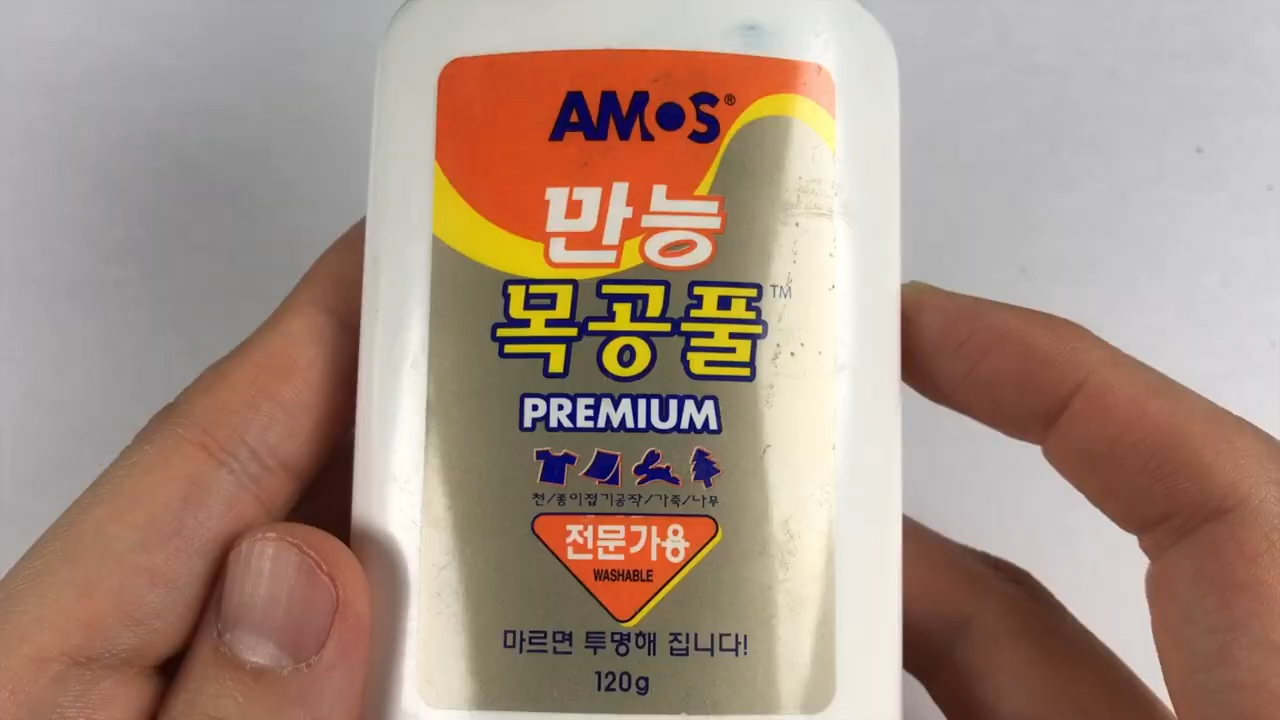 AMOS®
만능
목공풀™
PREMIUM
천/종이접기공작/가죽/나무
전문가용
WASHABLE
마르면 투명해 집니다!
120g